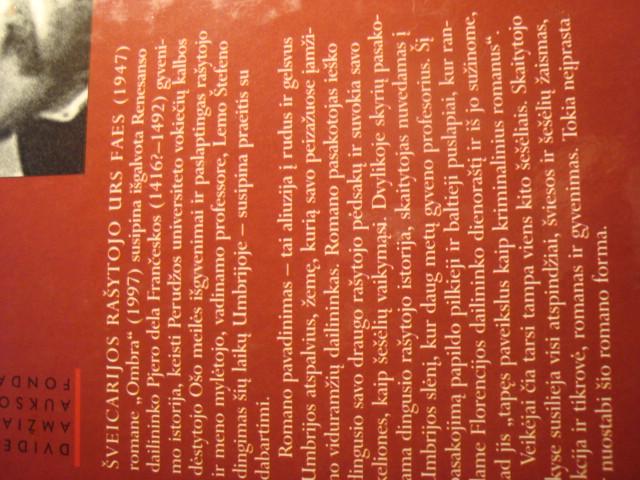 ŠVEICARIJOS RAŠYTOJO URS FAES (1947)
romane „Ombra“ (1997) susipina išgalvota Renesanso
dailininko Pjero dela Frančeskos (1416?–1492) gyveni-
mo istorija, keisti Perudžos universiteto vokiečių kalbos
dėstytojo Ošo meilės išgyvenimai ir paslaptingas rašytojo
ir meno mylėtojo, vadinamo professore, Lenno Šteleno
dingimas šių laikų Umbrijoje – susipina praeitis su
dabartimi.
Romano pavadinimas – tai aliuzija į rudus ir gelsvus
Umbrijos atspalvius, žemę, kurią savo peizažuose įamži-
no viduramžių dailininkas. Romano pasakotojas ieško
dingusio savo draugo rašytojo pėdsakų ir suvokia savo
keliones, kaip šešėlių vaikymąsi. Dvylikoje skyrių pasako-
jama dingusio rašytojo istorija, skaitytojas nuvedamas į
Umbrijos slėnį, kur daug metų gyveno profesorius. Šį
pasakojimą papildo pilkieji ir baltieji puslapiai, kur ran-
dame Florencijos dailininko dienoraštį ir iš jo sužinome,
kad jis „tapęs paveikslus kaip kriminalinius romanus“.
Veikėjai čia tarsi tampa viens kito šešėliais. Skaitytojo
akyse susilieja visi atspindžiai, šviesos ir šešėlių žaismas,
fikcija ir tikrovė, romanas ir gyvenimas. Tokia neįprasta
ir nuostabi šio romano forma.
DVIDE
AMŽIA
AUKSO
FONDA